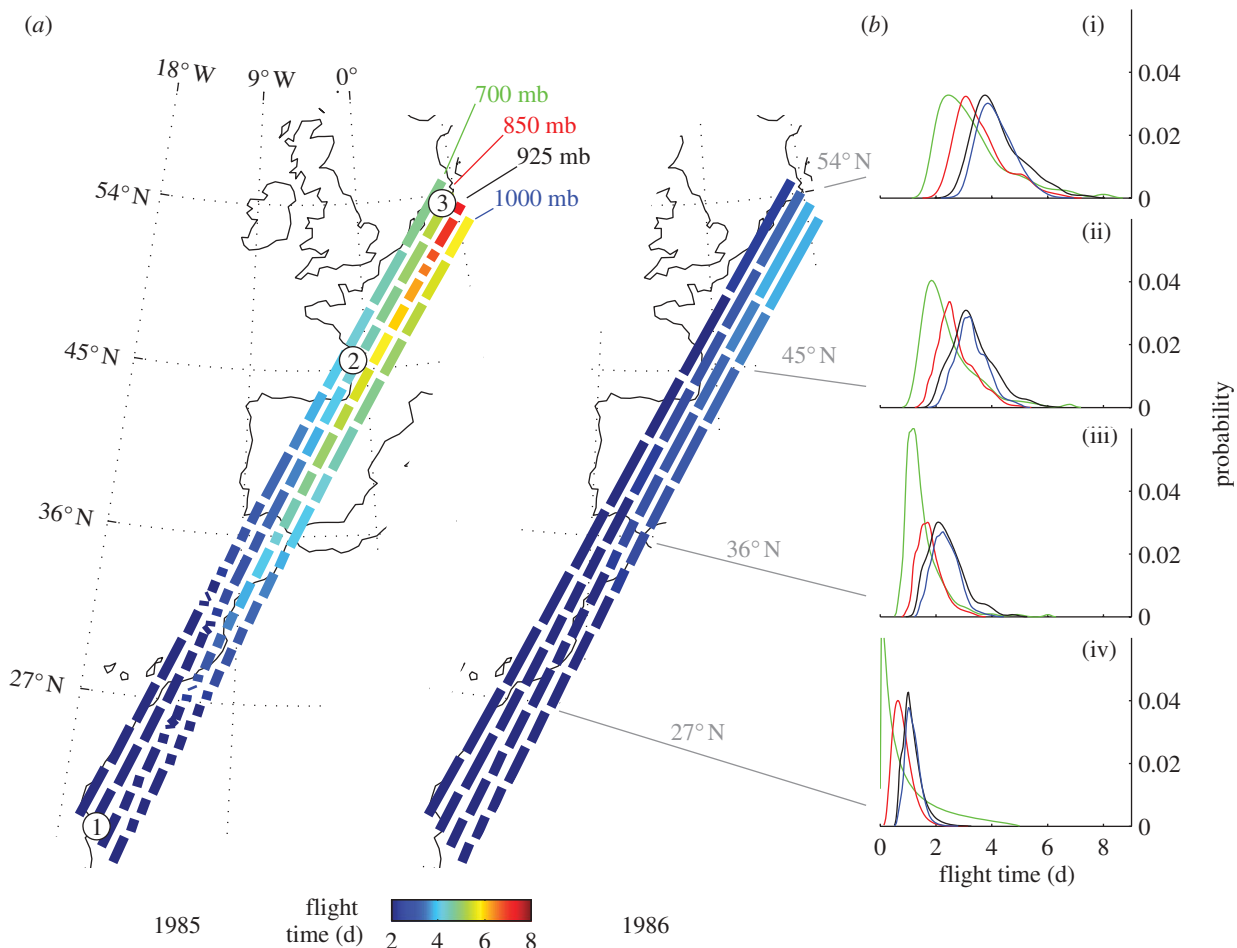 (a)
18° W
9° W
0°
700 mb
850 mb
925 mb
1000 mb
54° N
45° N
36° N
27° N
1
2
3
1985
flight
time (d)
2 4 6 8
1986
54° N
45° N
36° N
27° N
(b)
(i)
0.04
0.02
0
(ii)
0.04
0.02
0
(iii)
0.04
0.02
0
(iv)
0.04
0.02
0
probability
0 2 4 6 8
flight time (d)